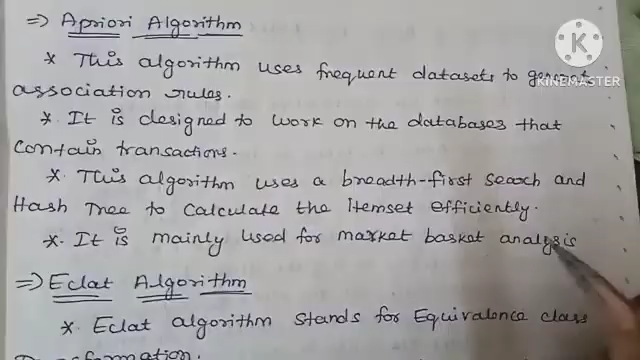 ⇒ Apriori Algorithm
* This algorithm uses frequent datasets to generat
association rules.
* It is designed to work on the databases that
contain transactions.
* This algorithm uses a breadth-first search and
Hash Tree to calculate the Itemset efficiently.
* It is mainly used for market basket analysis
⇒ Eclat Algorithm
* Eclat algorithm stands for Equivalence class
K
KINEMASTER